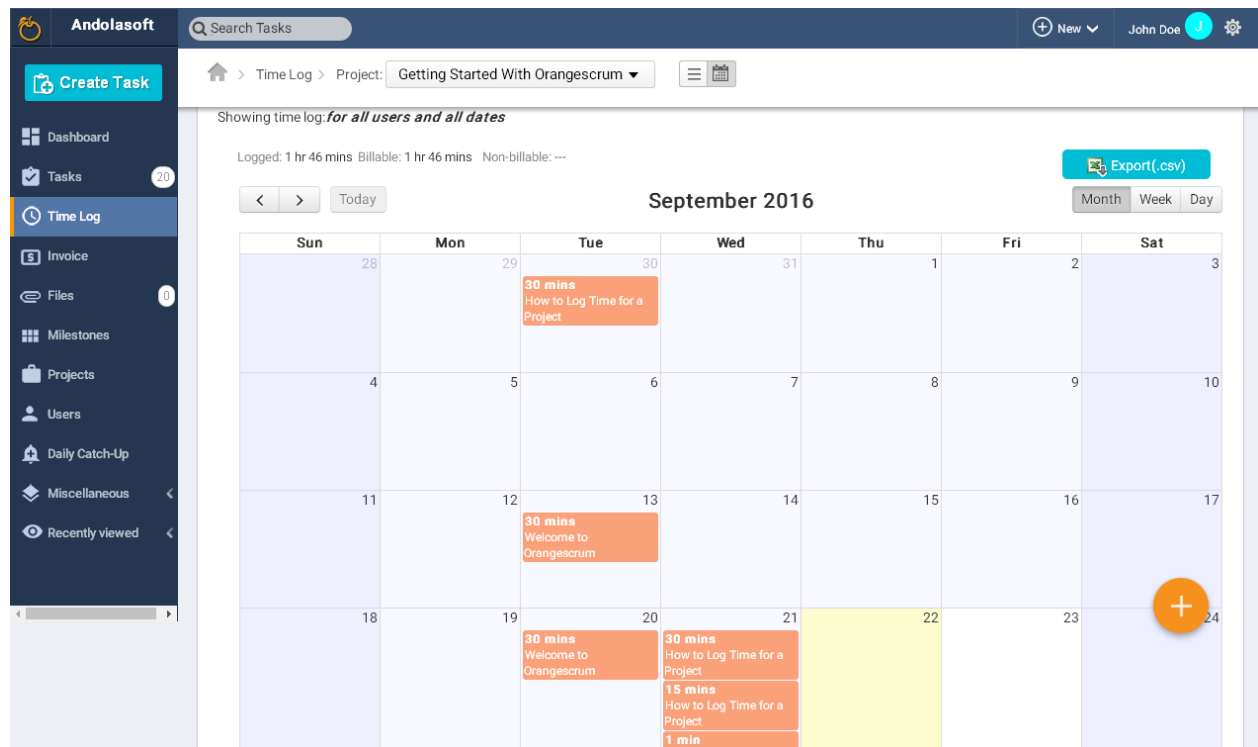 Andolasoft
Search Tasks
New
John Doe
J
Create Task
Time Log
Project:
Getting Started With Orangescrum
Dashboard
Tasks
20
Time Log
Invoice
Files
0
Milestones
Projects
Users
Daily Catch-Up
Miscellaneous
Recently viewed
Showing time log:for all users and all dates
Logged: 1 hr 46 mins Billable: 1 hr 46 mins Non-billable: ---
Export(.csv)
Today
September 2016
Month Week Day
Sun Mon Tue Wed Thu Fri Sat
28 29 30 31 1 2 3
30 mins
How to Log Time for a
Project
4 5 6 7 8 9 10
11 12 13 14 15 16 17
30 mins
Welcome to
Orangescrum
18 19 20 21 22 23 24
30 mins
Welcome to
Orangescrum
30 mins
How to Log Time for a
Project
15 mins
How to Log Time for a
Project
1 min